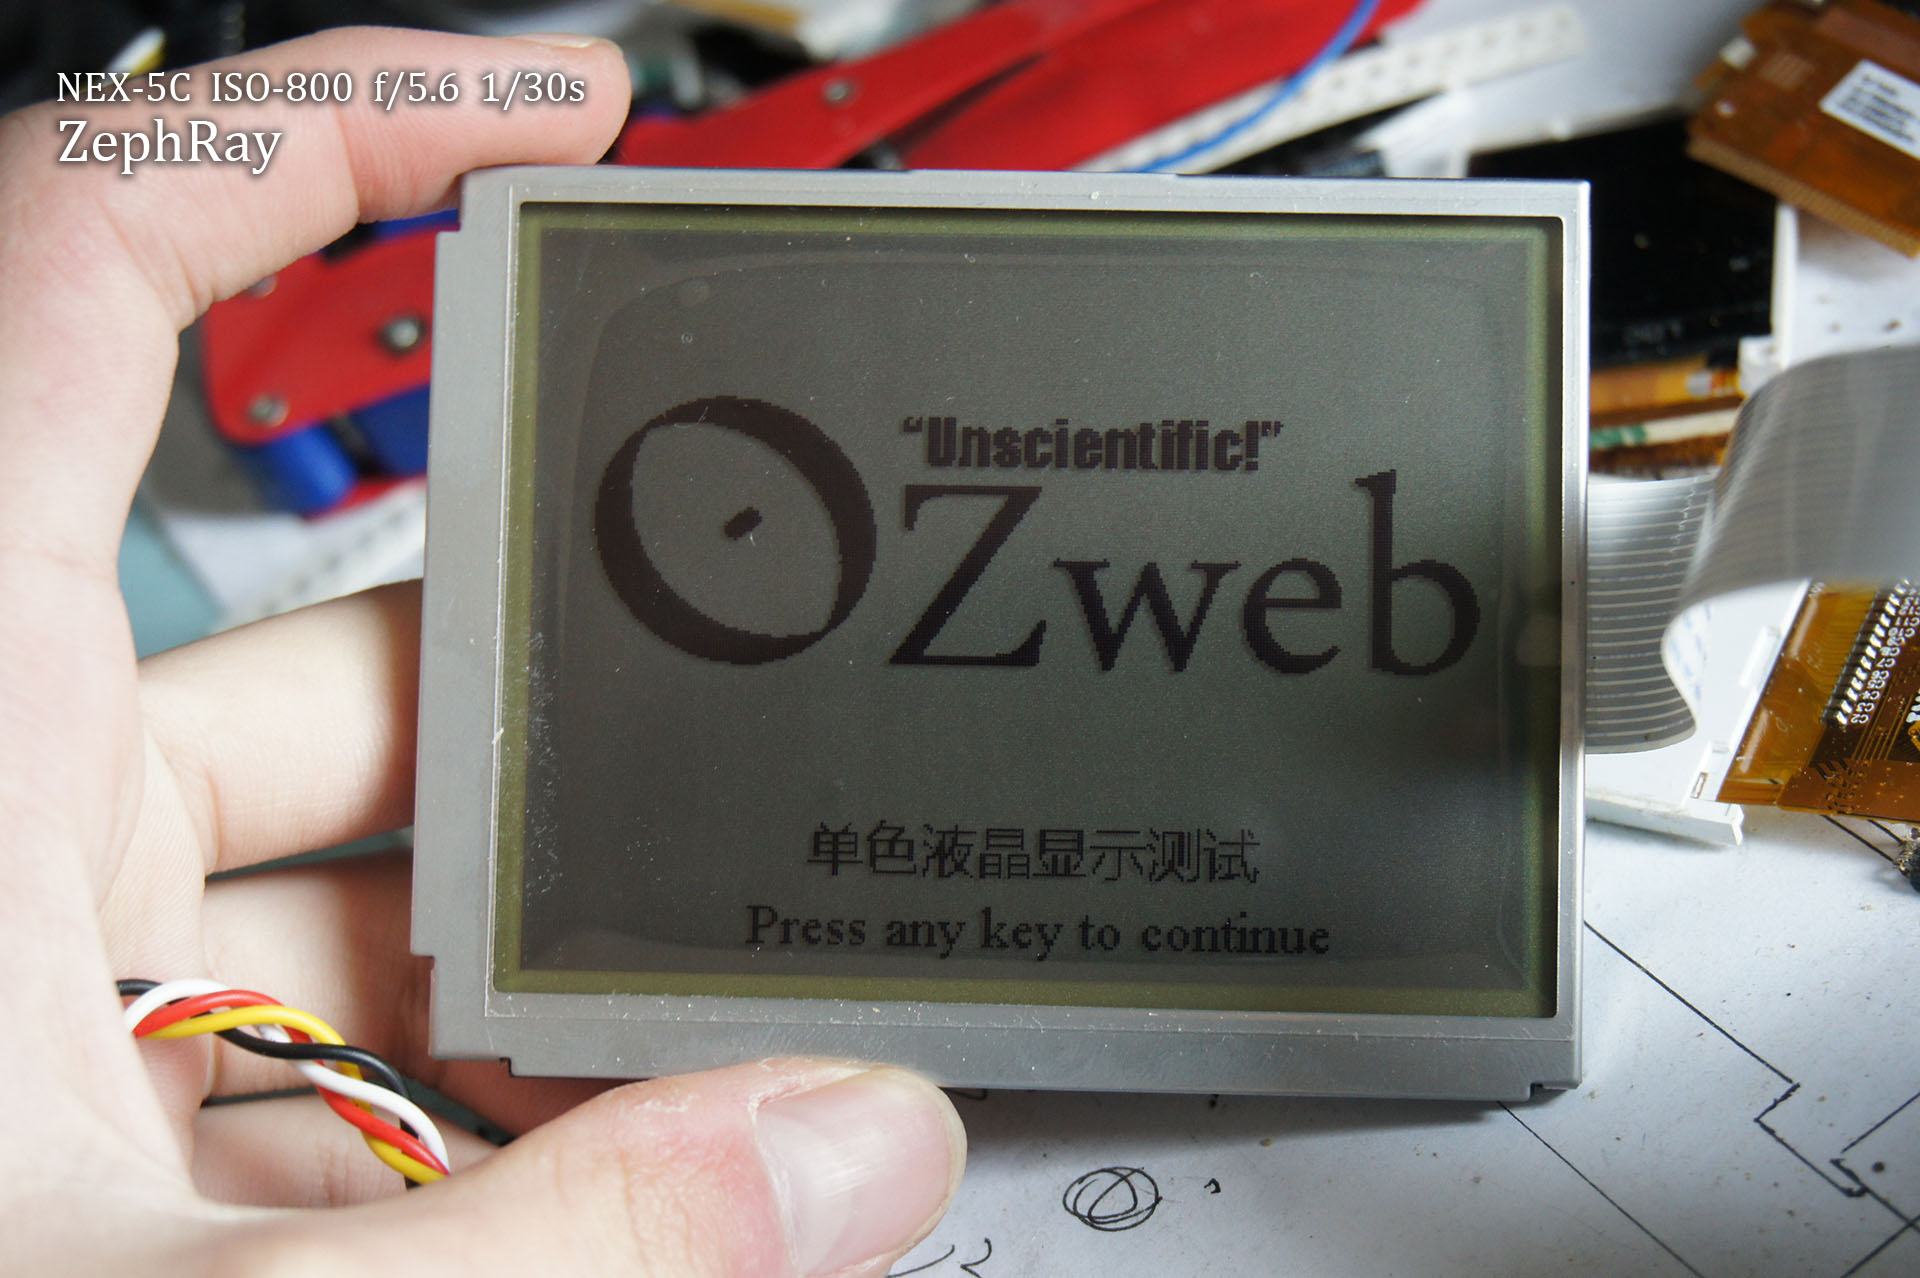 NEX-5C ISO-800 f/5.6 1/30s
ZephRay
“Unscientific!”
OZweb
单色液晶显示测试
Press any key to continue